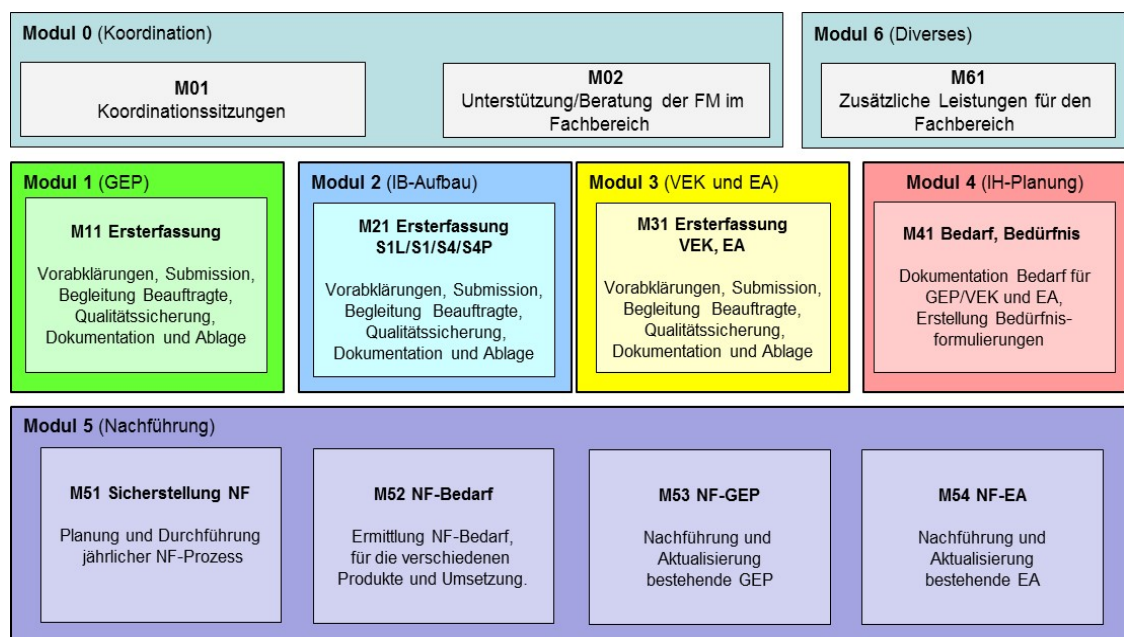 Modul 0 (Koordination)
M01
Koordinationssitzungen
M02
Unterstützung/Beratung der FM im
Fachbereich
Modul 6 (Diverses)
M61
Zusätzliche Leistungen für den
Fachbereich
Modul 1 (GEP)
M11 Ersterfassung
Vorabklärungen, Submission,
Begleitung Beauftragte,
Qualitätssicherung,
Dokumentation und Ablage
Modul 2 (IB-Aufbau)
M21 Ersterfassung
S1L/S1/S4/S4P
Vorabklärungen, Submission,
Begleitung Beauftragte,
Qualitätssicherung,
Dokumentation und Ablage
Modul 3 (VEK und EA)
M31 Ersterfassung
VEK, EA
Vorabklärungen, Submission,
Begleitung Beauftragte,
Qualitätssicherung,
Dokumentation und Ablage
Modul 4 (IH-Planung)
M41 Bedarf, Bedürfnis
Dokumentation Bedarf für
GEP/VEK und EA,
Erstellung Bedürfnis-
formulierungen
Modul 5 (Nachführung)
M51 Sicherstellung NF
Planung und Durchführung
jährlicher NF-Prozess
M52 NF-Bedarf
Ermittlung NF-Bedarf,
für die verschiedenen
Produkte und Umsetzung.
M53 NF-GEP
Nachführung und
Aktualisierung
bestehende GEP
M54 NF-EA
Nachführung und
Aktualisierung
bestehende EA